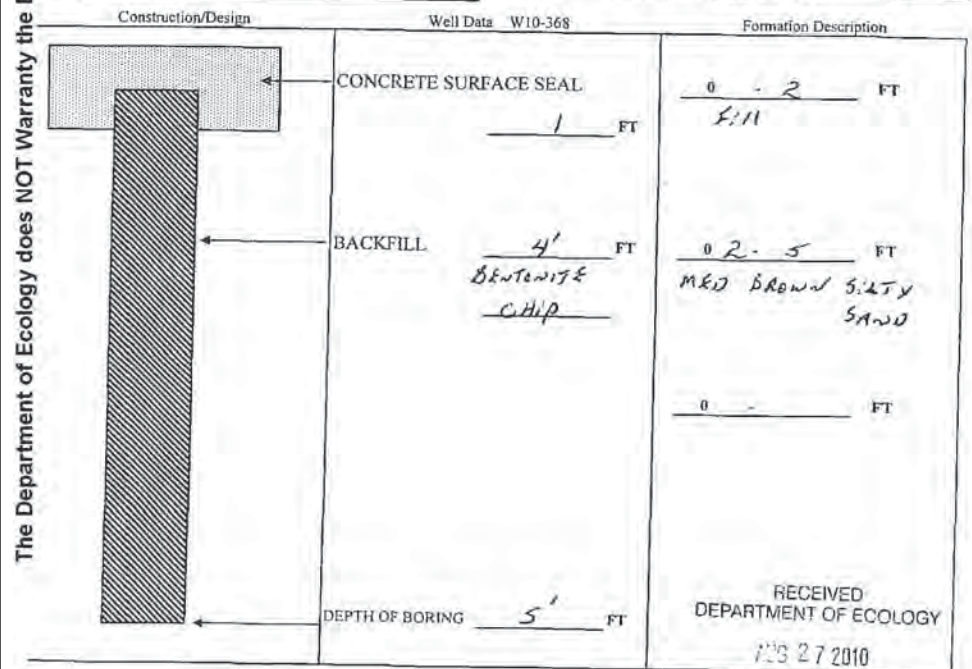 The Department of Ecology does NOT Warranty the
Construction/Design
Well Data W10-368
Formation Description
CONCRETE SURFACE SEAL
1 FT
0 - 2 FT
Fill
BACKFILL 4' FT
BENTONITE
CHIP
0 2 - 5 FT
MED BROWN SILTY
SAND
0 - FT
DEPTH OF BORING 5' FT
RECEIVED
DEPARTMENT OF ECOLOGY
27 2010